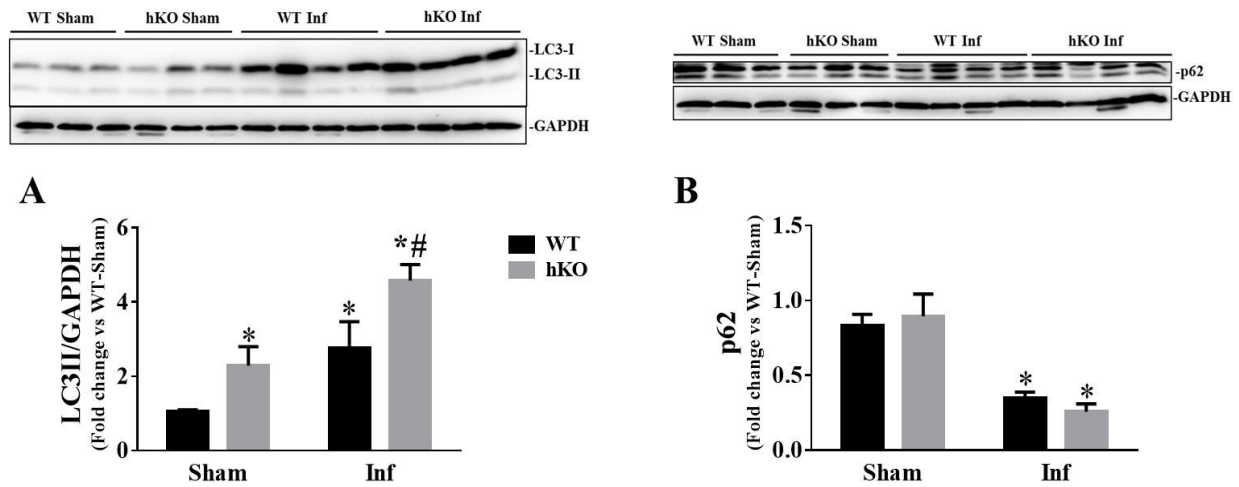 WT Sham hKO Sham WT Inf hKO Inf
-LC3-I
-LC3-II
-GAPDH
WT Sham hKO Sham WT Inf hKO Inf
-p62
-GAPDH
A
LC3II/GAPDH
(Fold change vs WT-Sham)
6
4
2
0
*
*
*#
Sham Inf
WT
hKO
B
p62
(Fold change vs WT-Sham)
1.5
1.0
0.5
0.0
*
*
Sham Inf